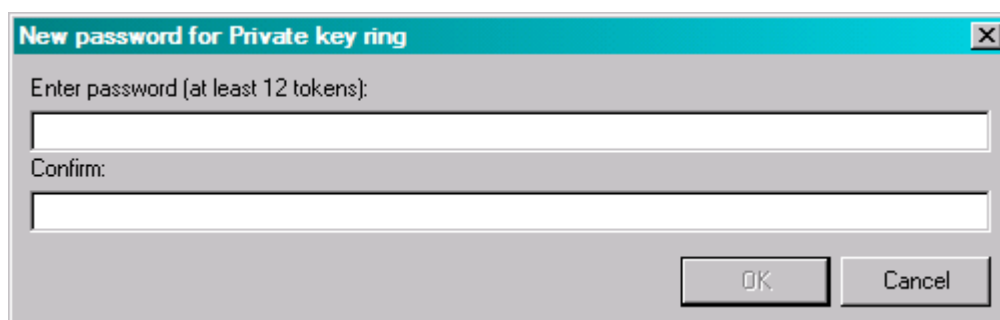 New password for Private key ring
Enter password (at least 12 tokens):
Confirm:
OK
Cancel